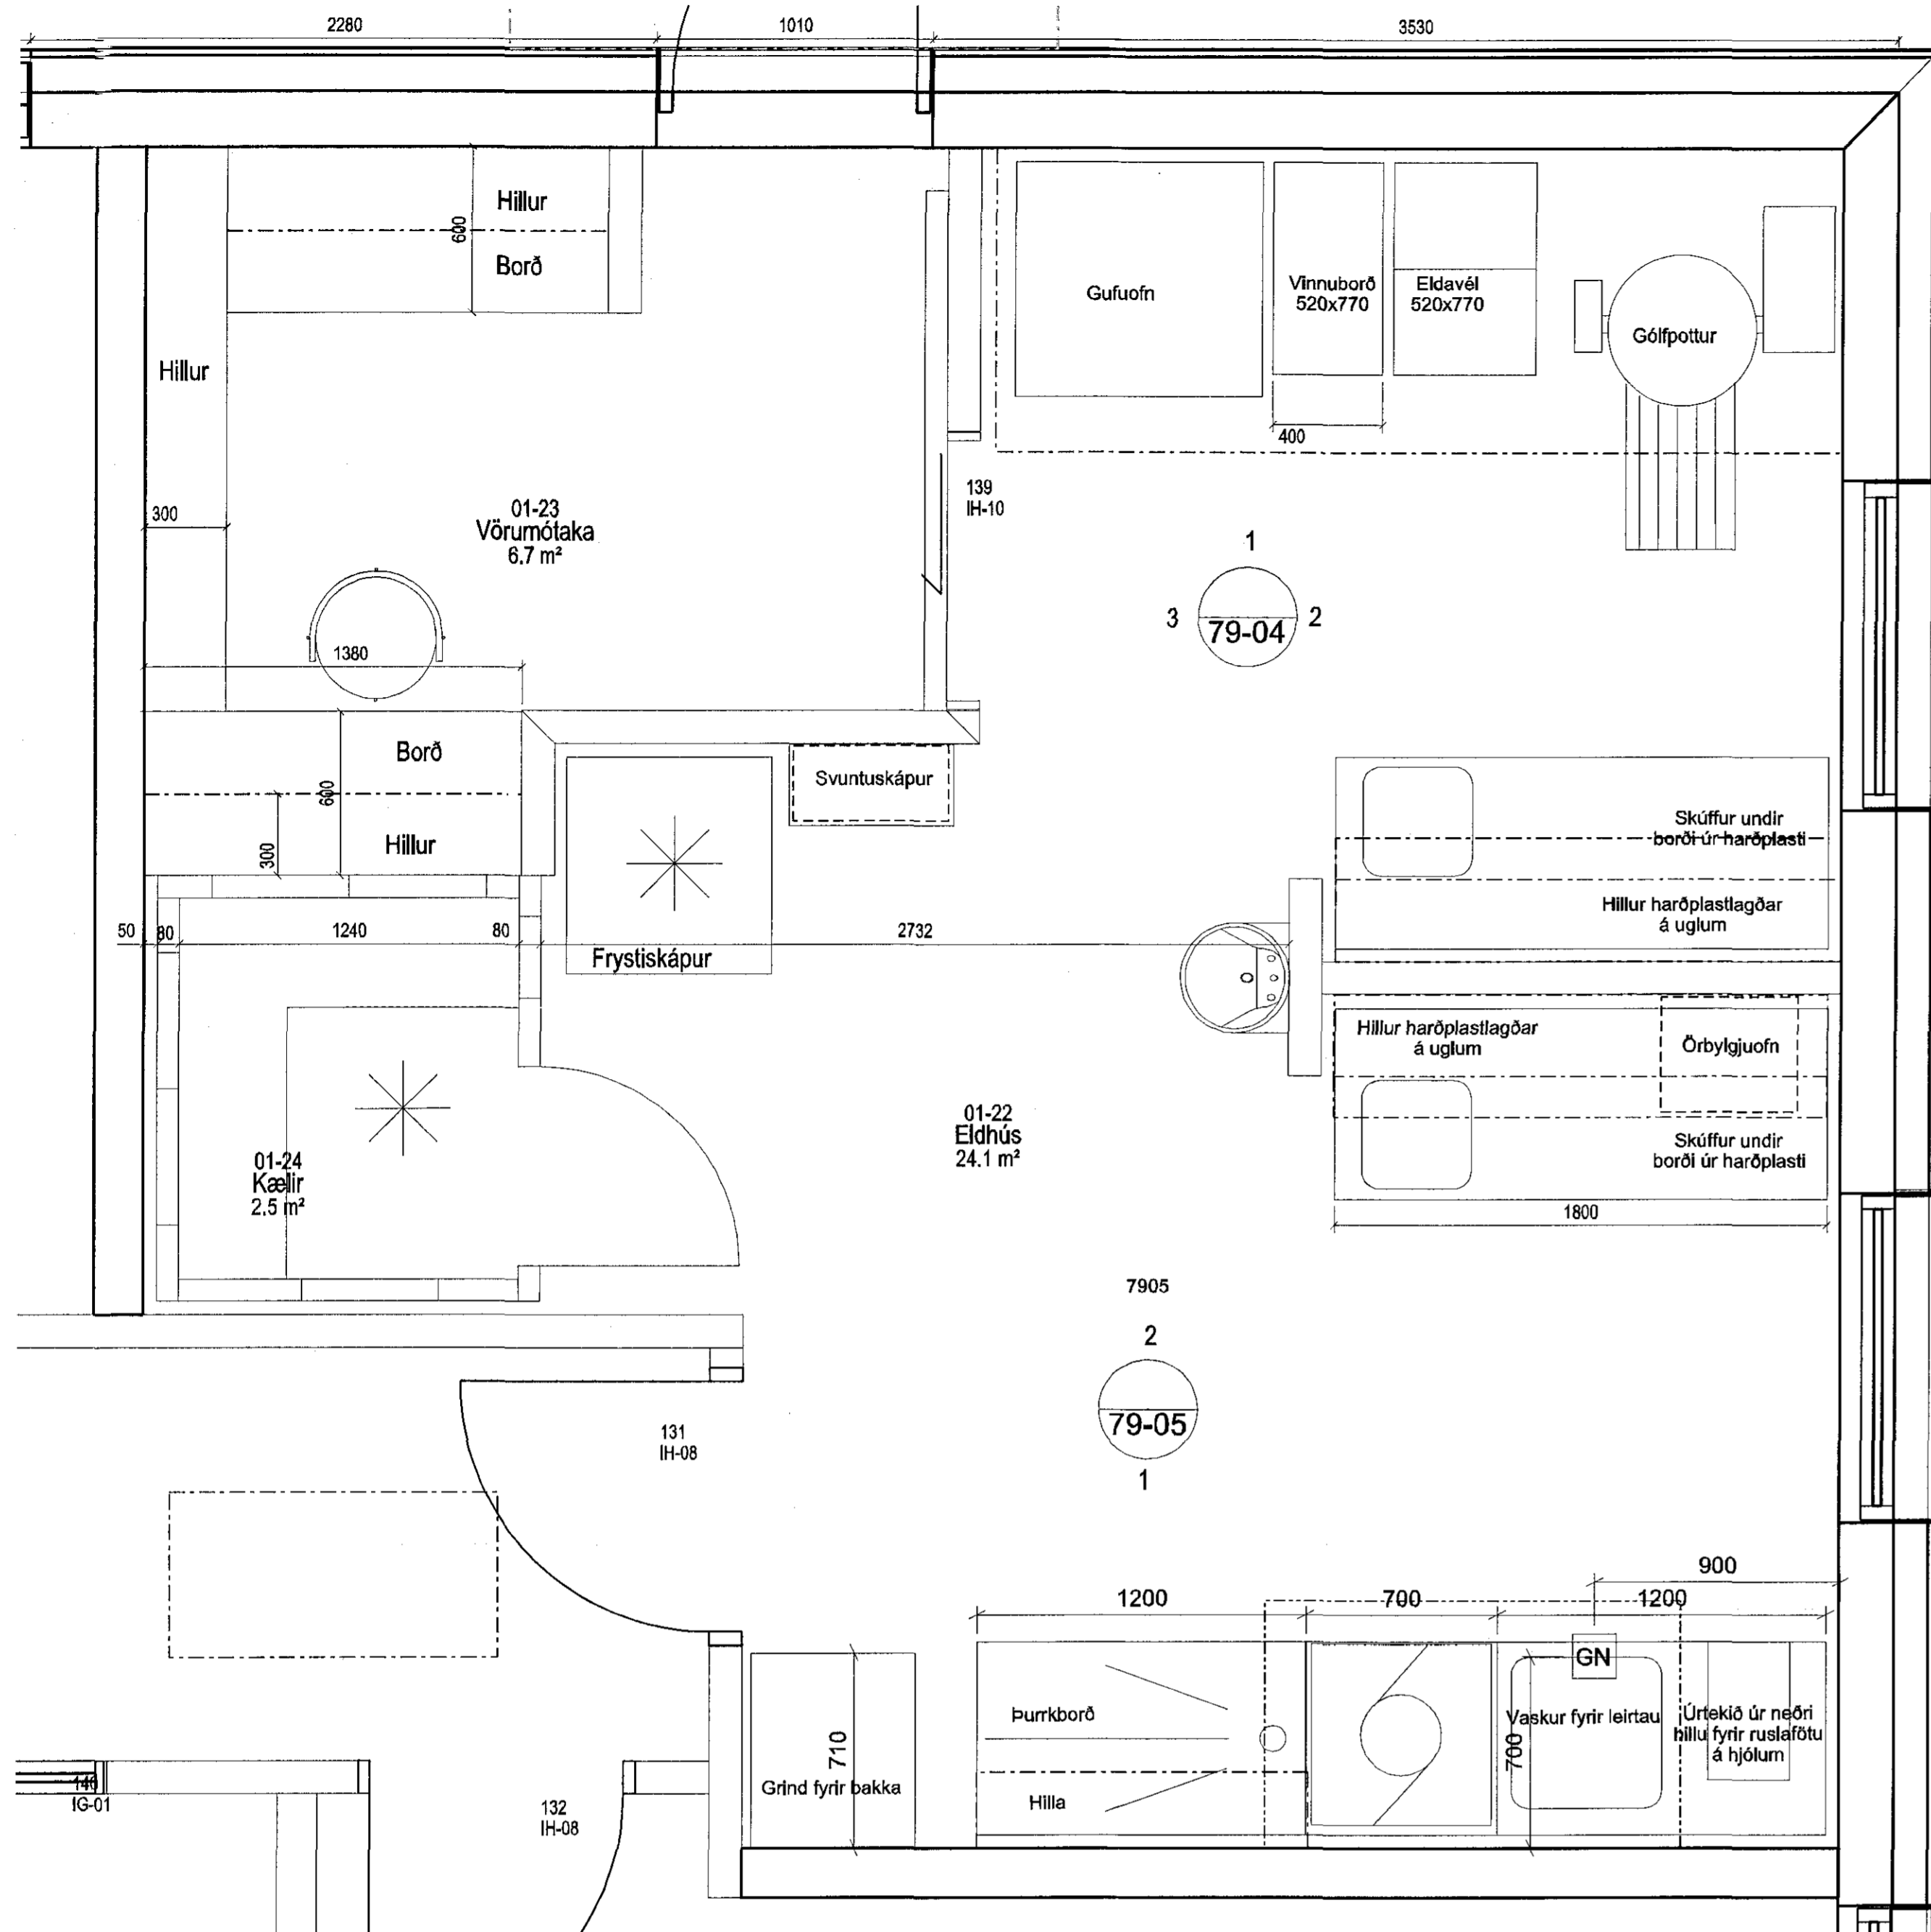 2280
1010
3530
Hillur
600
Borð
Hillur
300
01-23
Vörumótaka
6.7 m²
Gufuofn
Vinnuborð
520x770
Eldavél
520x770
Gólfpottur
400
139
IH-10
1
3
2
79-04
1380
Borð
600
300
Hillur
Svuntuskápur
Skúffur undir
borði úr harðplasti
Hillur harðplastlagðar
á uglum
50
80
1240
80
2732
Frystiskápur
Hillur harðplastlagðar
á uglum
Örbylgjuofn
Skúffur undir
borði úr harðplasti
1800
01-24
Kælir
2.5 m²
01-22
Eldhús
24.1 m²
7905
2
79-05
1
131
IH-08
900
1200
700
1200
GN
Þurrkborð
Vaskur fyrir leirtau
Úrtekið úr neðri
hillu fyrir ruslafötu
á hjólum
710
700
Grind fyrir bakka
Hilla
140
IG-01
132
IH-08